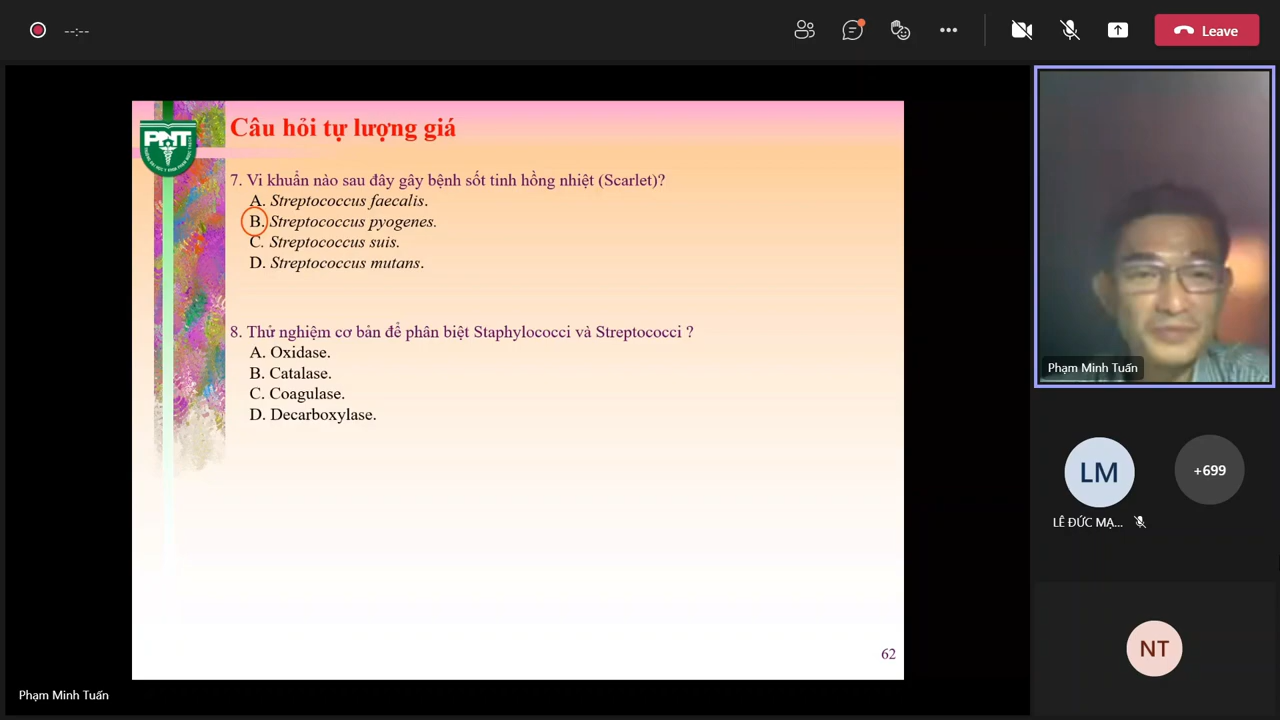 --:--
Leave
Câu hỏi tự lượng giá
PNT
7. Vi khuẩn nào sau đây gây bệnh sốt tinh hồng nhiệt (Scarlet)?
A. Streptococcus faecalis.
B. Streptococcus pyogenes.
C. Streptococcus suis.
D. Streptococcus mutans.
8. Thử nghiệm cơ bản để phân biệt Staphylococci và Streptococci ?
A. Oxidase.
B. Catalase.
C. Coagulase.
D. Decarboxylase.
62
Phạm Minh Tuấn
Phạm Minh Tuấn
LM
+699
LÊ ĐỨC MẠ...
NT